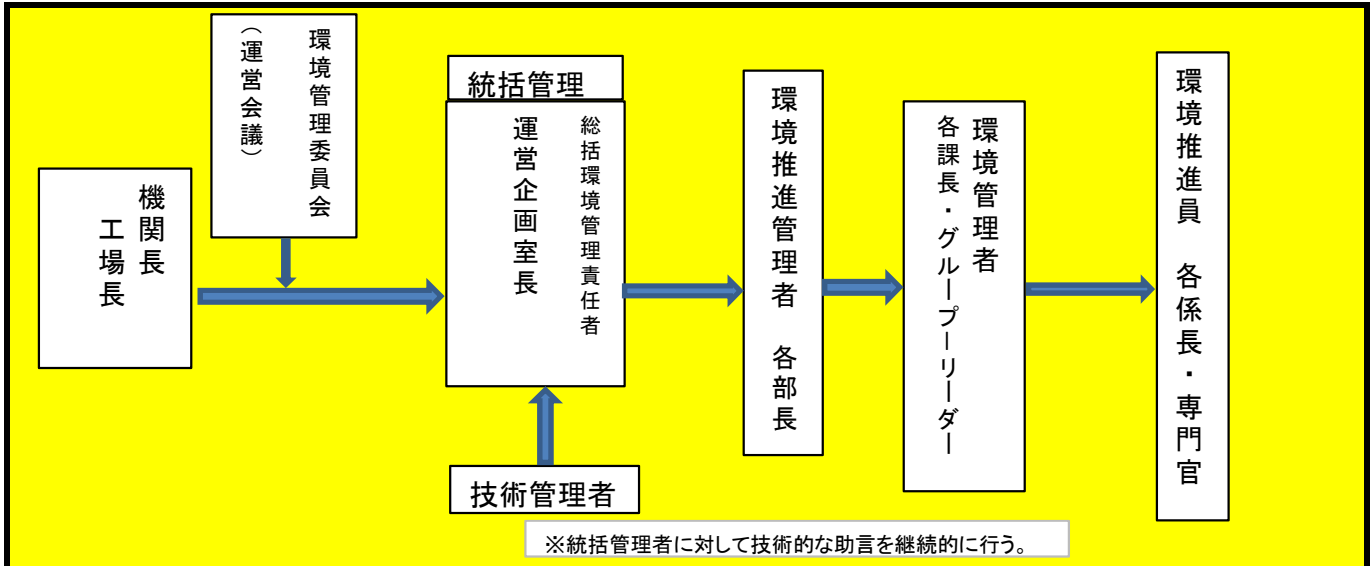 機関長
工場長
環境管理委員会
（運営会議）
統括管理
総括環境管理責任者
運営企画室長
技術管理者
※統括管理者に対して技術的な助言を継続的に行う。
環境推進管理者　各部長
環境管理者
各課長・グループーリーダー
環境推進員　各係長・専門官